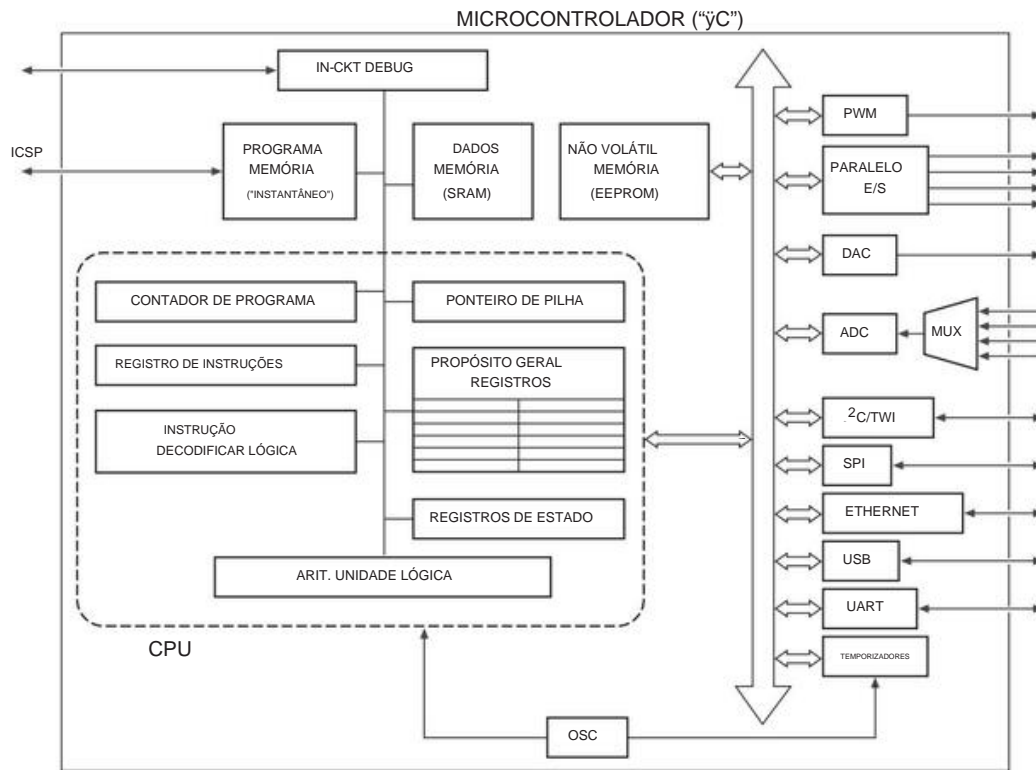 MICROCONTROLADOR (“ÿC”)
IN-CKT DEBUG
ICSP
PROGRAMA
MEMÓRIA
("INSTANTÂNEO")
DADOS
MEMÓRIA
(SRAM)
NÃO VOLÁTIL
MEMÓRIA
(EEPROM)
PWM
PARALELO
E/S
DAC
ADC
MUX
CONTADOR DE PROGRAMA
PONTEIRO DE PILHA
REGISTRO DE INSTRUÇÕES
PROPÓSITO GERAL
REGISTROS
INSTRUÇÃO
DECODIFICAR LÓGICA
REGISTROS DE ESTADO
ARIT. UNIDADE LÓGICA
CPU
²C/TWI
SPI
ETHERNET
USB
UART
TEMPORIZADORES
OSC